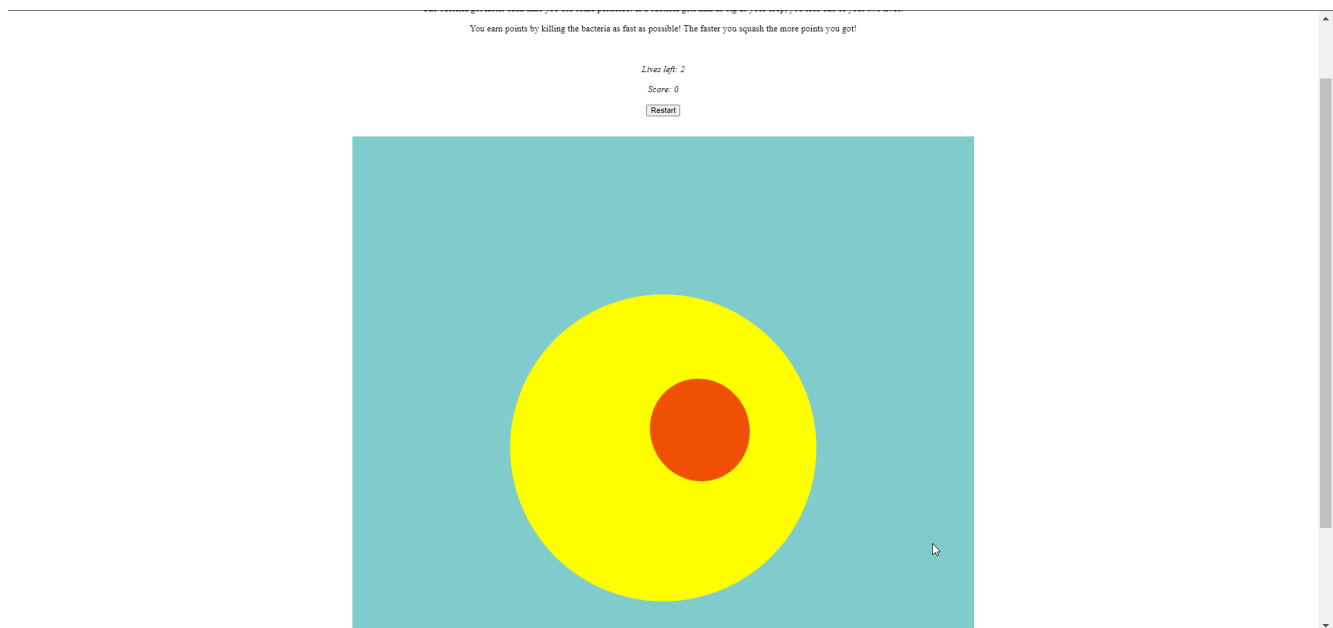 You earn points by killing the bacteria as fast as possible! The faster you squash the more points you got!
Lives left: 2
Score: 0
Restart